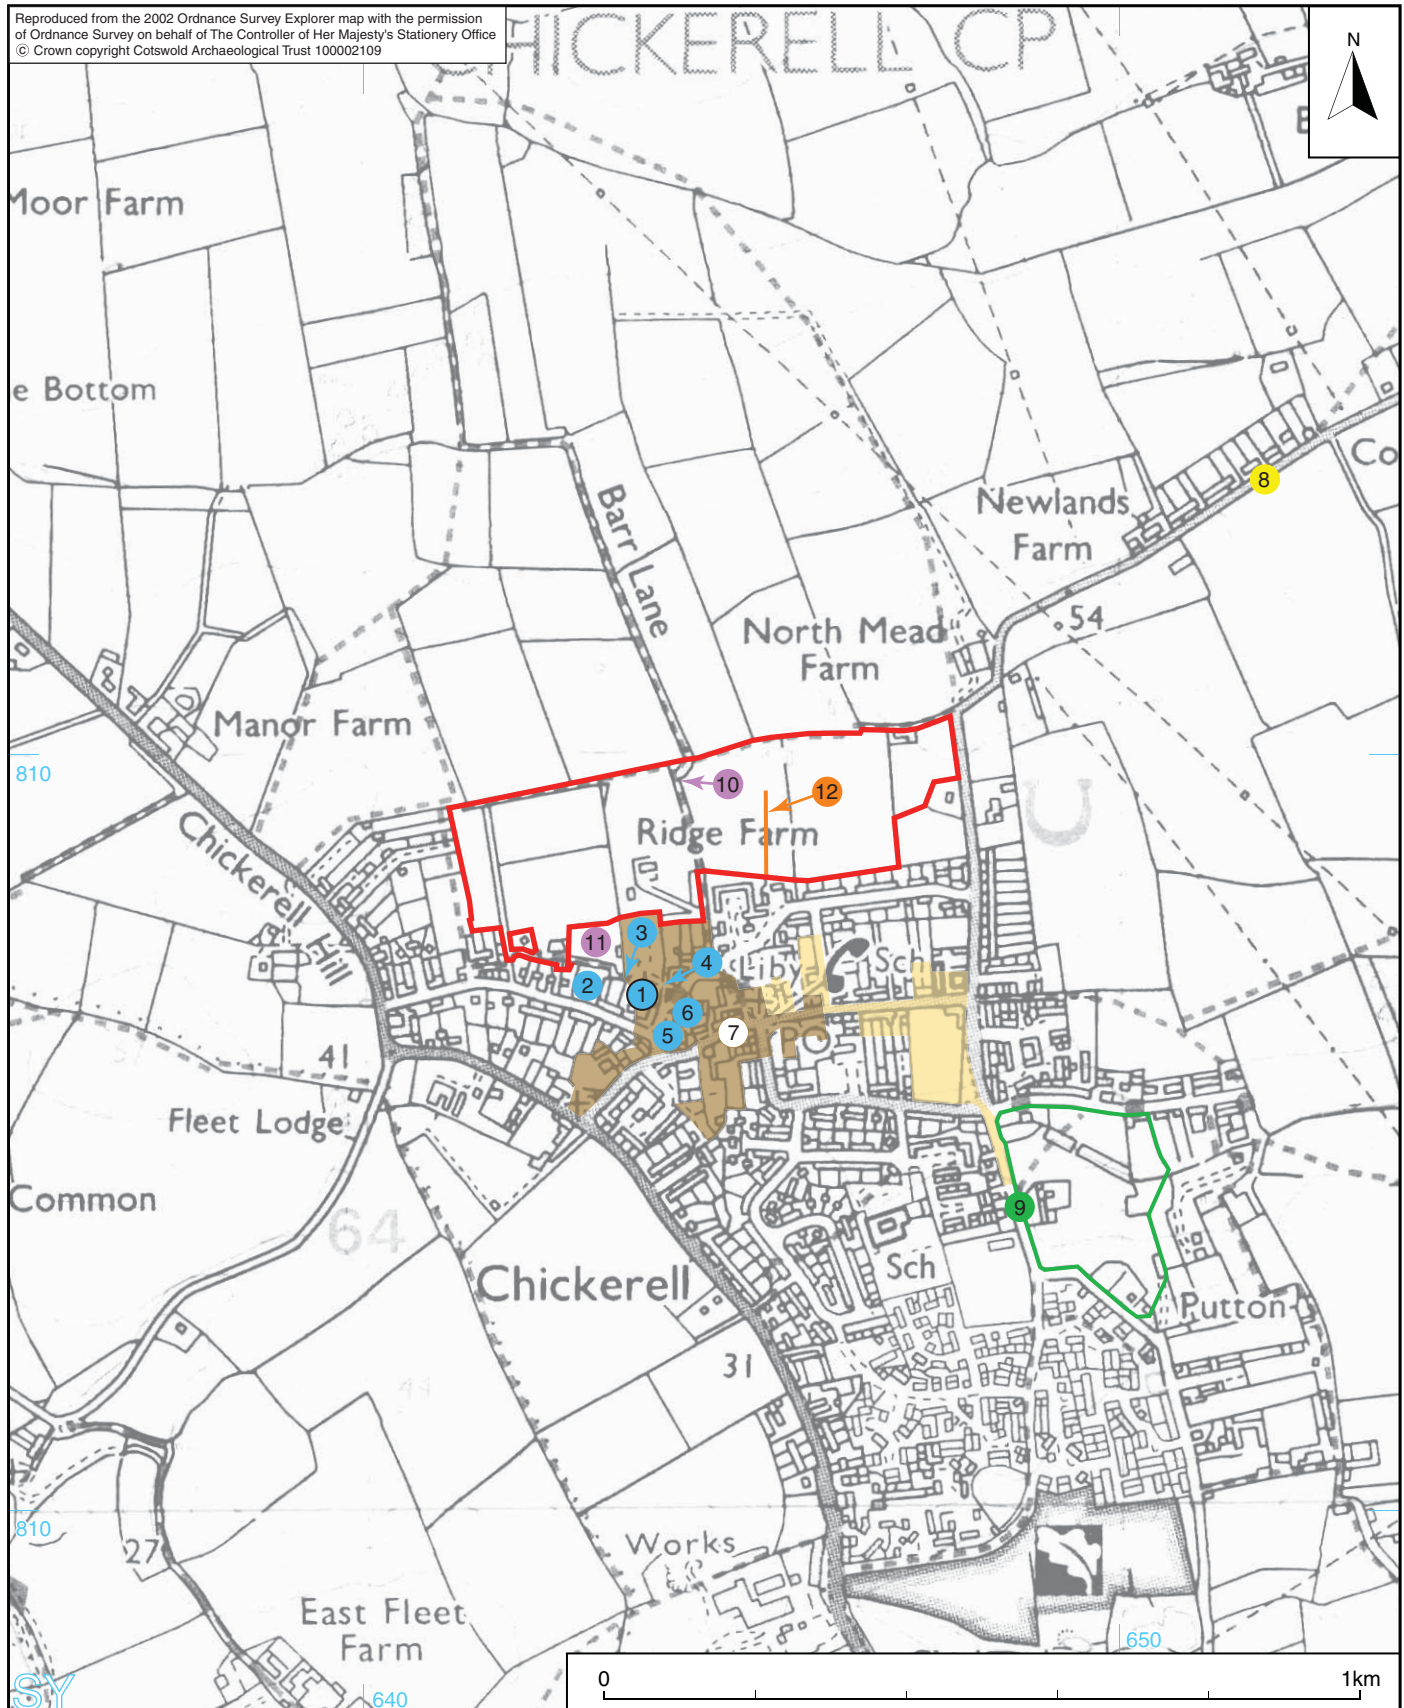 Reproduced from the 2002 Ordnance Survey Explorer map with the permission
of Ordnance Survey on behalf of The Controller of Her Majesty's Stationery Office
© Crown copyright Cotswold Archaeological Trust 100002109
CHICKERELL CP
N
Moor Farm
e Bottom
Co
8
Newlands
Farm
Barr Lane
54
North Mead
Farm
Manor Farm
810
10
12
Ridge Farm
Chickerell
Hill
3
11
4
Liby
Sch
2
1
6
5
7
PO
41
Fleet Lodge
Common
9
64
Sch
Chickerell
Putton
31
44
Works
810
27
East Fleet
Farm
650
SY
640
0
1km